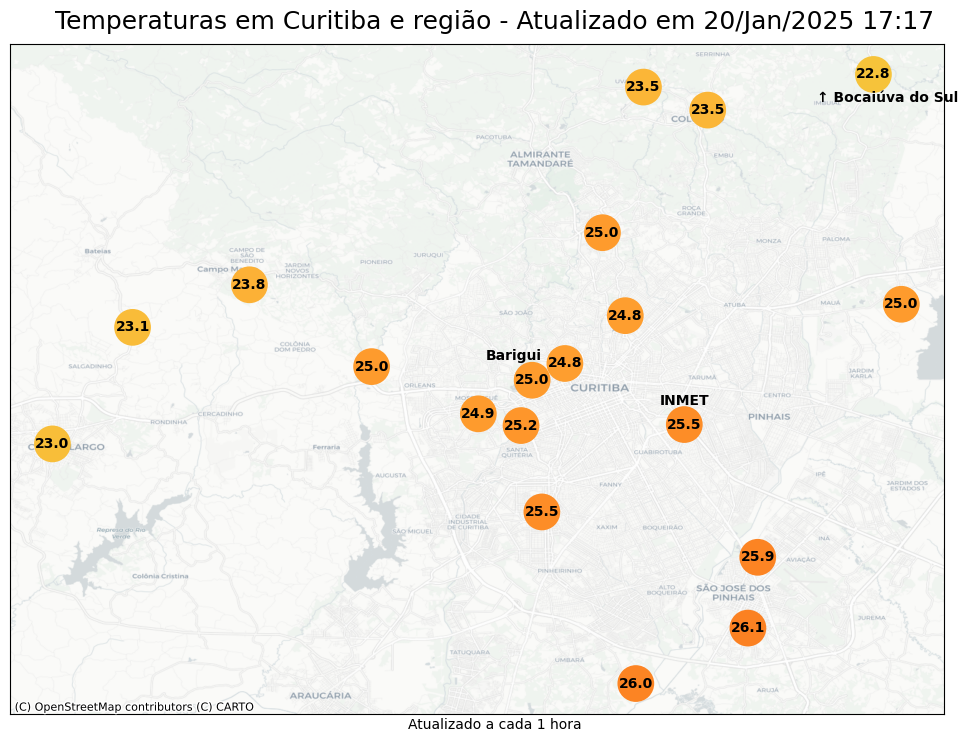 Temperaturas em Curitiba e região - Atualizado em 20/Jan/2025 17:17
SERRINHA
22.8
23.5
↑ Bocaiúva do Sul
23.5
PACOTUBA
ALMIRANTE
TAMANDARÉ
EMBU
ROÇA
GRANDE
25.0
MONZA
PALOMA
Bateias
CAMPO DE
SÃO
BENEDITO
JURUQUI
PIONEIRO
JARDIM
NOVOS
HORIZONTES
Campo
23.8
25.0
ATUBA
MAUÁ
SÃO JOÃO
24.8
23.1
COLÔNIA
DOM PEDRO
Barigui
24.8
SALGADINHO
25.0
JARDIM
KARLA
TARUMÃ
25.0
ORLEANS
CURITIBA
CENTRO
INMET
24.9
CERCADINHO
RONDINHA
PINHAIS
25.2
25.5
23.0
LARGO
Ferraria
SANTA
QUITÉRIA
GUABIROTUBA
AUGUSTA
IPÊ
FANNY
JARDIM DOS
ESTADOS I
25.5
CIDADE
INDUSTRIAL
DE CURITIBA
SÃO MIGUEL
XAXIM
BOQUEIRÃO
Represa do Rio
Verde
INÁ
25.9
AVIAÇÃO
Colônia Cristina
PINHEIRINHO
ALTO
BOQUEIRÃO
SÃO JOSÉ DOS
PINHAIS
JUREMA
26.1
TATUQUARA
UMBARÁ
26.0
ARUJÁ
ARAUCÁRIA
(C) OpenStreetMap contributors (C) CARTO
Atualizado a cada 1 hora